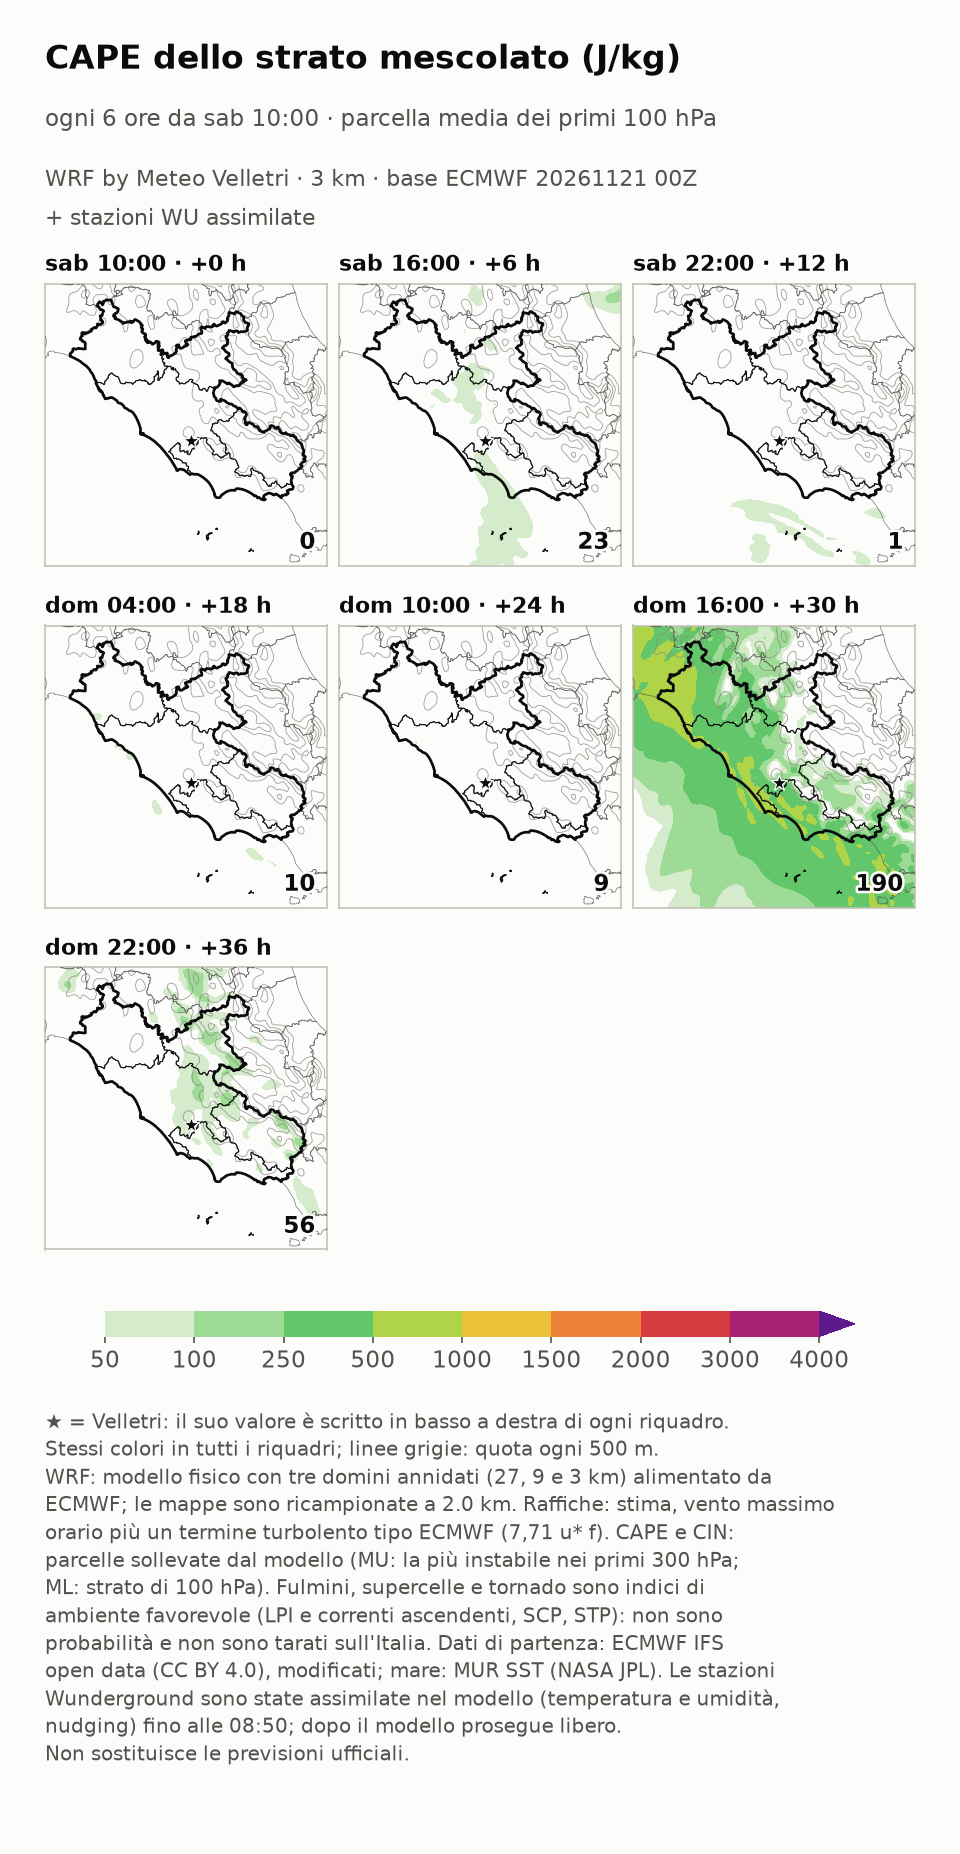 CAPE dello strato mescolato (J/kg)
ogni 6 ore da sab 10:00 · parcella media dei primi 100 hPa
WRF by Meteo Velletri · 3 km · base ECMWF 20261121 00Z
+ stazioni WU assimilate
sab 10:00 · +0 h
sab 16:00 · +6 h
sab 22:00 · +12 h
0
23
1
dom 04:00 · +18 h
dom 10:00 · +24 h
dom 16:00 · +30 h
10
9
190
dom 22:00 · +36 h
56
50 100 250 500 1000 1500 2000 3000 4000
★ = Velletri: il suo valore è scritto in basso a destra di ogni riquadro.
Stessi colori in tutti i riquadri; linee grigie: quota ogni 500 m.
WRF: modello fisico con tre domini annidati (27, 9 e 3 km) alimentato da
ECMWF; le mappe sono ricampionate a 2.0 km. Raffiche: stima, vento massimo
orario più un termine turbolento tipo ECMWF (7,71 u* f). CAPE e CIN:
parcelle sollevate dal modello (MU: la più instabile nei primi 300 hPa;
ML: strato di 100 hPa). Fulmini, supercelle e tornado sono indici di
ambiente favorevole (LPI e correnti ascendenti, SCP, STP): non sono
probabilità e non sono tarati sull'Italia. Dati di partenza: ECMWF IFS
open data (CC BY 4.0), modificati; mare: MUR SST (NASA JPL). Le stazioni
Wunderground sono state assimilate nel modello (temperatura e umidità,
nudging) fino alle 08:50; dopo il modello prosegue libero.
Non sostituisce le previsioni ufficiali.